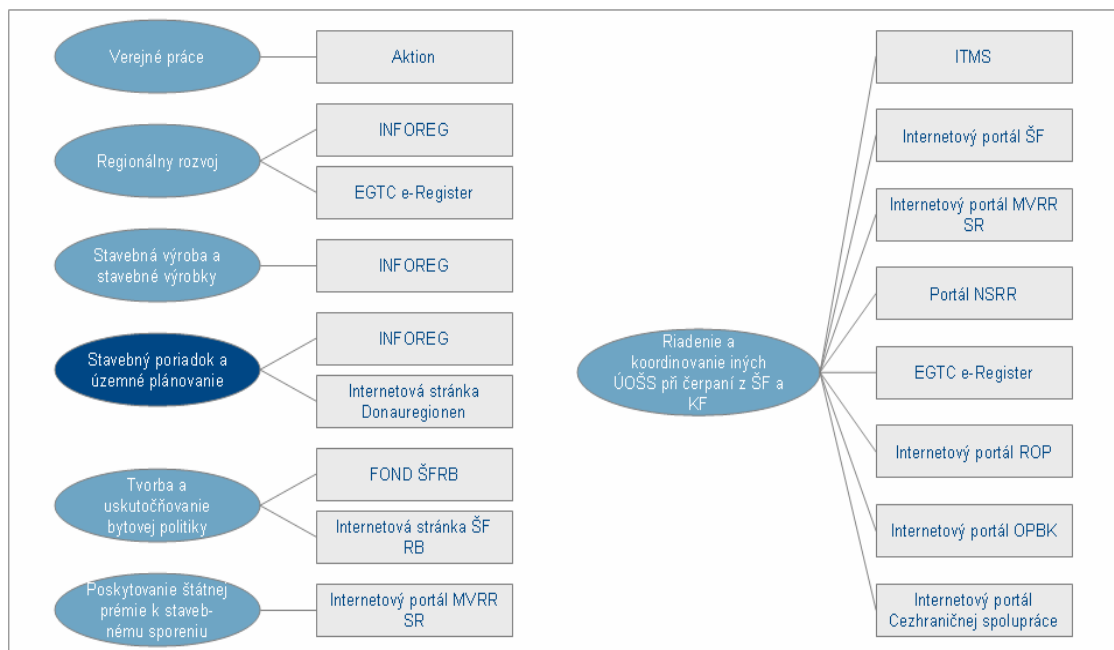 Verejné práce
Aktion
Regionálny rozvoj
INFOREG
EGTC e-Register
Stavebná výroba a
stavebné výrobky
INFOREG
Stavebný poriadok a
územné plánovanie
INFOREG
Internetová stránka
Donauregionen
Tvorba a
uskutočňovanie
bytovej politiky
FOND ŠFRB
Internetová stránka ŠF
RB
Poskytovanie štátnej
prémie k staveb-
nému sporeniu
Internetový portál MVRR
SR
Riadenie a
koordinovanie iných
ÚOŠS při čerpaní z ŠF a
KF
ITMS
Internetový portál ŠF
Internetový portál MVRR
SR
Portál NSRR
EGTC e-Register
Internetový portál ROP
Internetový portál OPBK
Internetový portál
Cezhraničnej spolupráce